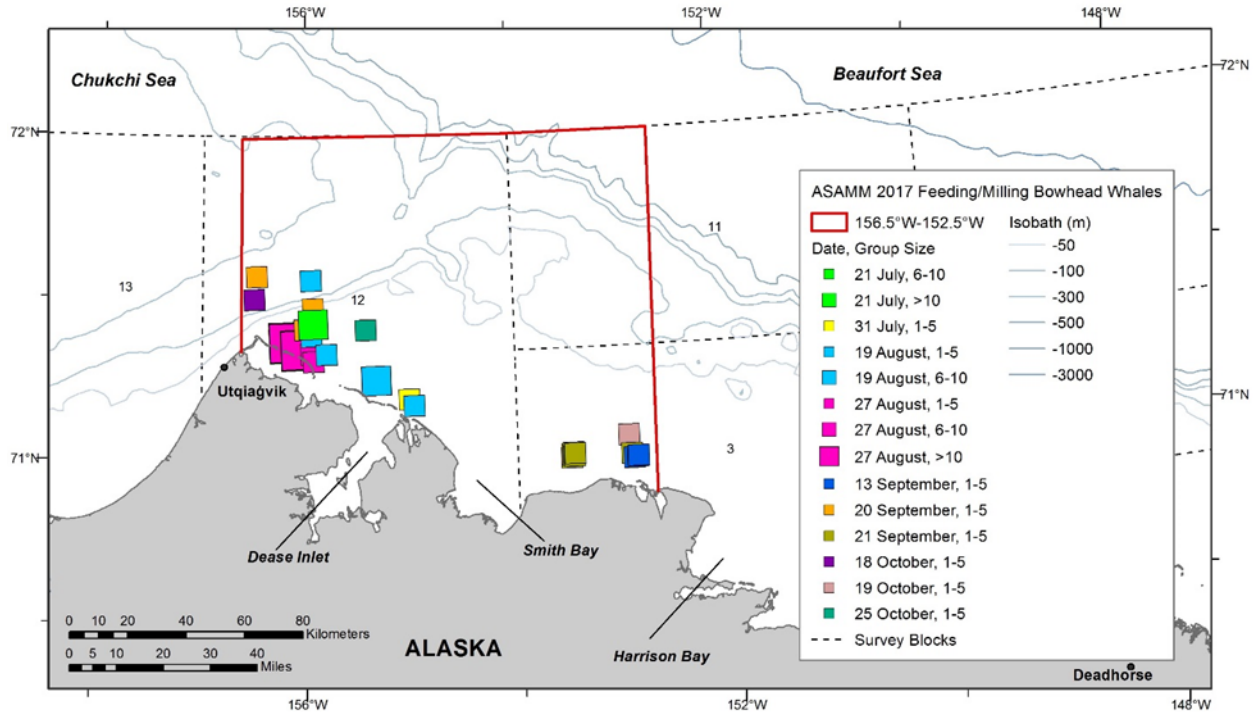 156°W
152°W
148°W
Chukchi Sea
Beaufort Sea
72°N
72°N
11
13
12
3
71°N
71°N
Utqiaġvik
Dease Inlet
Smith Bay
Harrison Bay
ALASKA
Deadhorse
ASAMM 2017 Feeding/Milling Bowhead Whales
156.5°W-152.5°W
Date, Group Size
21 July, 6-10
21 July, >10
31 July, 1-5
19 August, 1-5
19 August, 6-10
27 August, 1-5
27 August, 6-10
27 August, >10
13 September, 1-5
20 September, 1-5
21 September, 1-5
18 October, 1-5
19 October, 1-5
25 October, 1-5
Survey Blocks
Isobath (m)
-50
-100
-300
-500
-1000
-3000
0 10 20 40 60 80
Kilometers
0 5 10 20 30 40
Miles
156°W
152°W
148°W